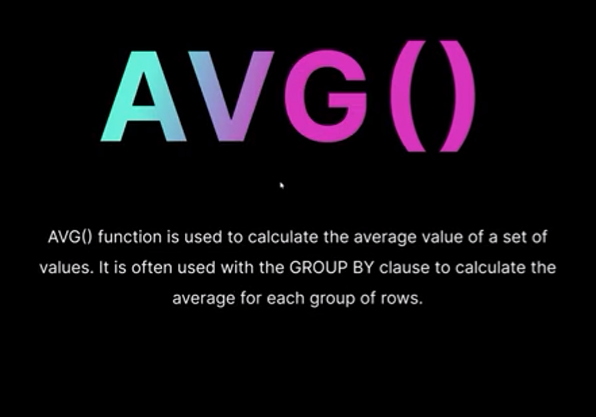 AVG()
AVG() function is used to calculate the average value of a set of
values. It is often used with the GROUP BY clause to calculate the
average for each group of rows.